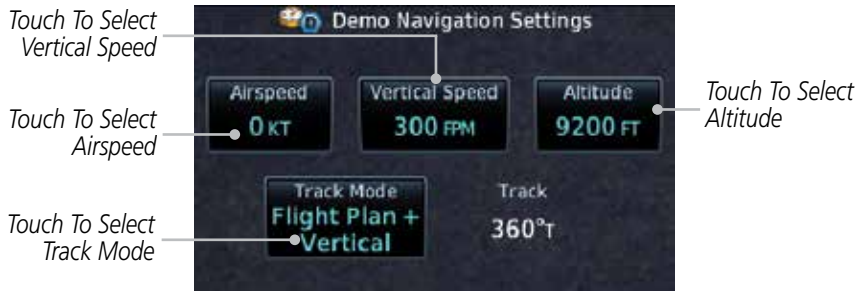 Touch To Select
Vertical Speed
Demo Navigation Settings
Touch To Select
Airspeed
Airspeed
0 KT
Vertical Speed
300 FPM
Altitude
9200 FT
Touch To Select
Altitude
Touch To Select
Track Mode
Track Mode
Flight Plan +
Vertical
Track
360°T